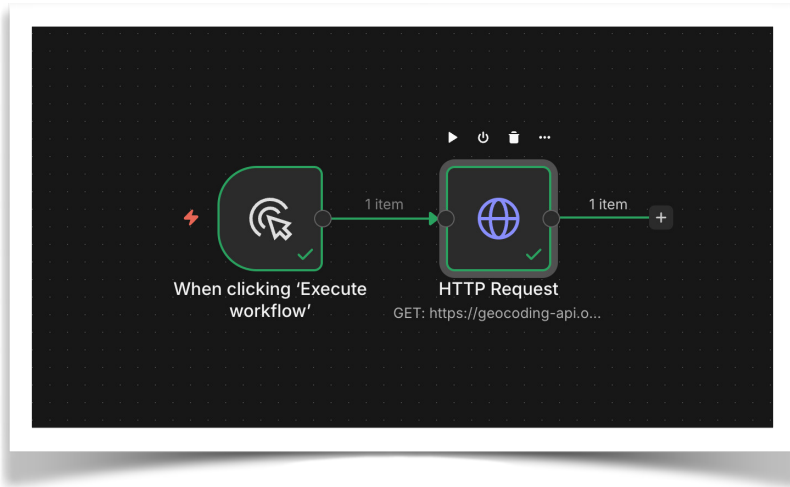 1 item
1 item
When clicking ‘Execute
workflow’
HTTP Request
GET: https://geocoding-api.o...